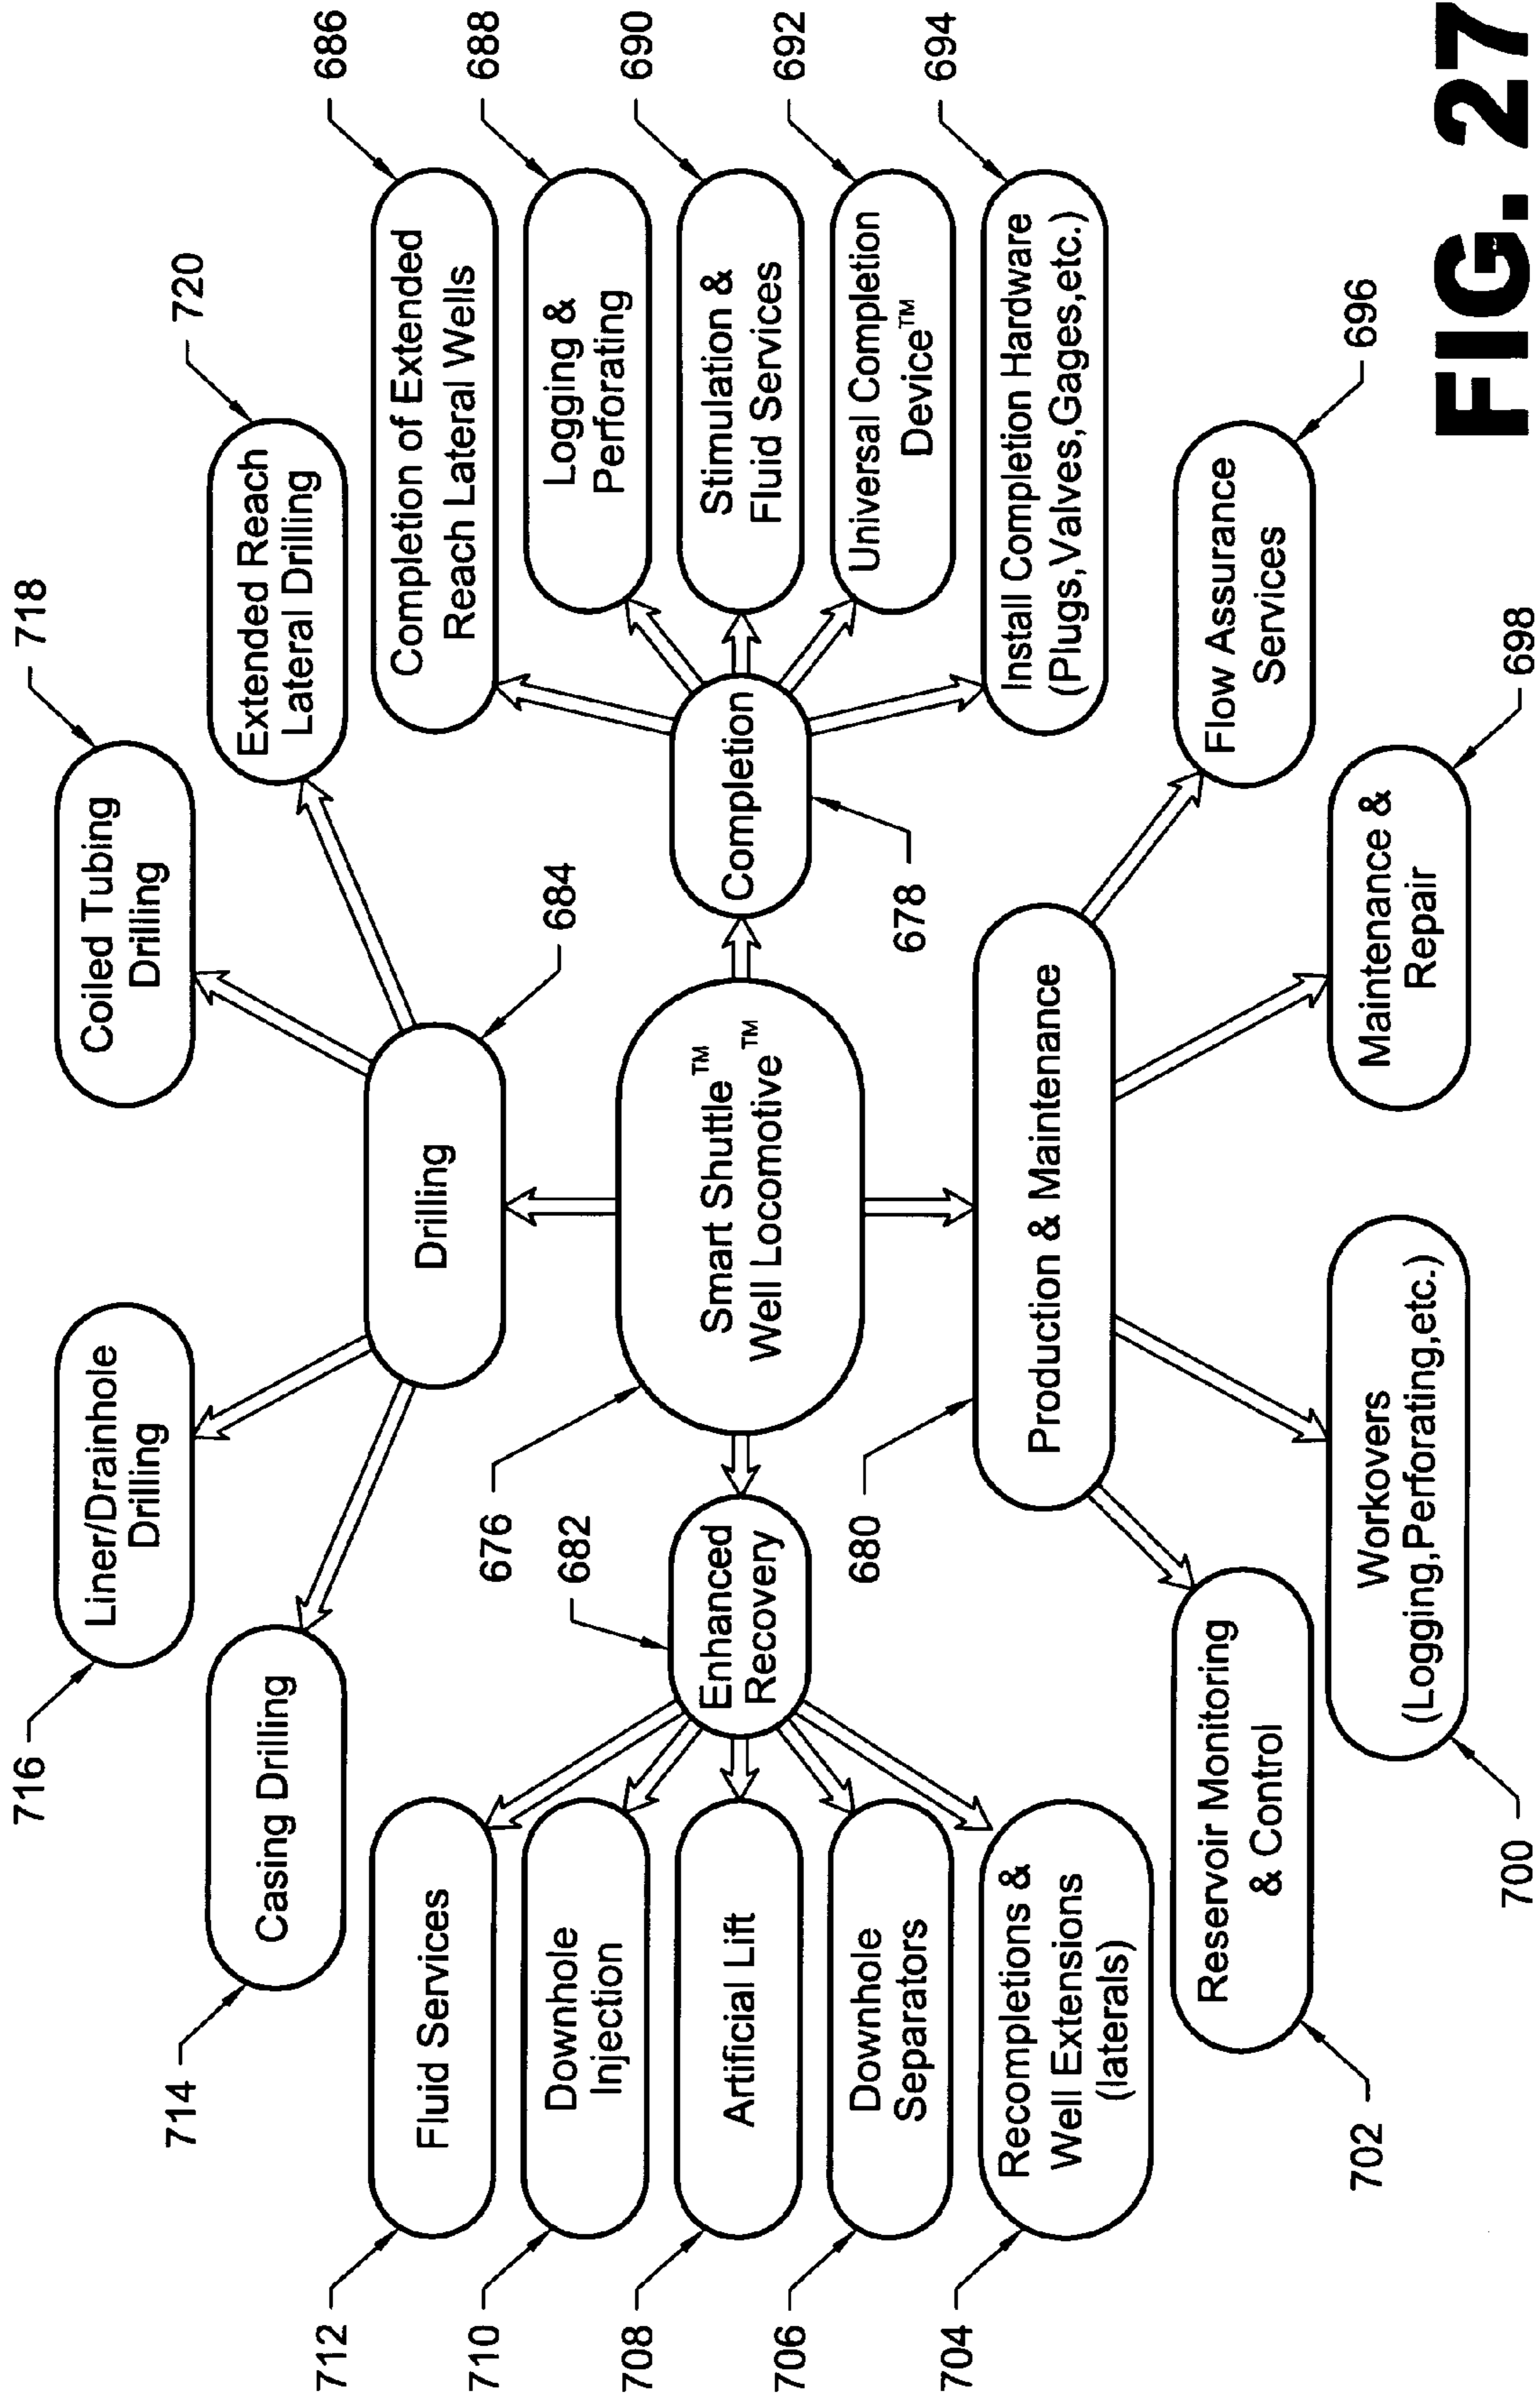 716
718
Liner/Drainhole
Drilling
Coiled Tubing
Drilling
714
720
Casing Drilling
Extended Reach
Lateral Drilling
712
686
Fluid Services
Drilling
Completion of Extended
Reach Lateral Wells
684
710
676
688
Downhole
Injection
Logging &
Perforating
682
708
690
Artificial Lift
Enhanced
Recovery
Smart Shuttle™
Well Locomotive™
Completion
Stimulation &
Fluid Services
706
692
Downhole
Separators
Universal Completion
Device™
680
678
704
694
Recompletions &
Well Extensions
(laterals)
Production & Maintenance
Install Completion Hardware
(Plugs,Valves,Gages,etc.)
Reservoir Monitoring
& Control
Flow Assurance
Services
702
696
Workovers
(Logging,Perforating,etc.)
Maintenance &
Repair
700
698
FIG. 27